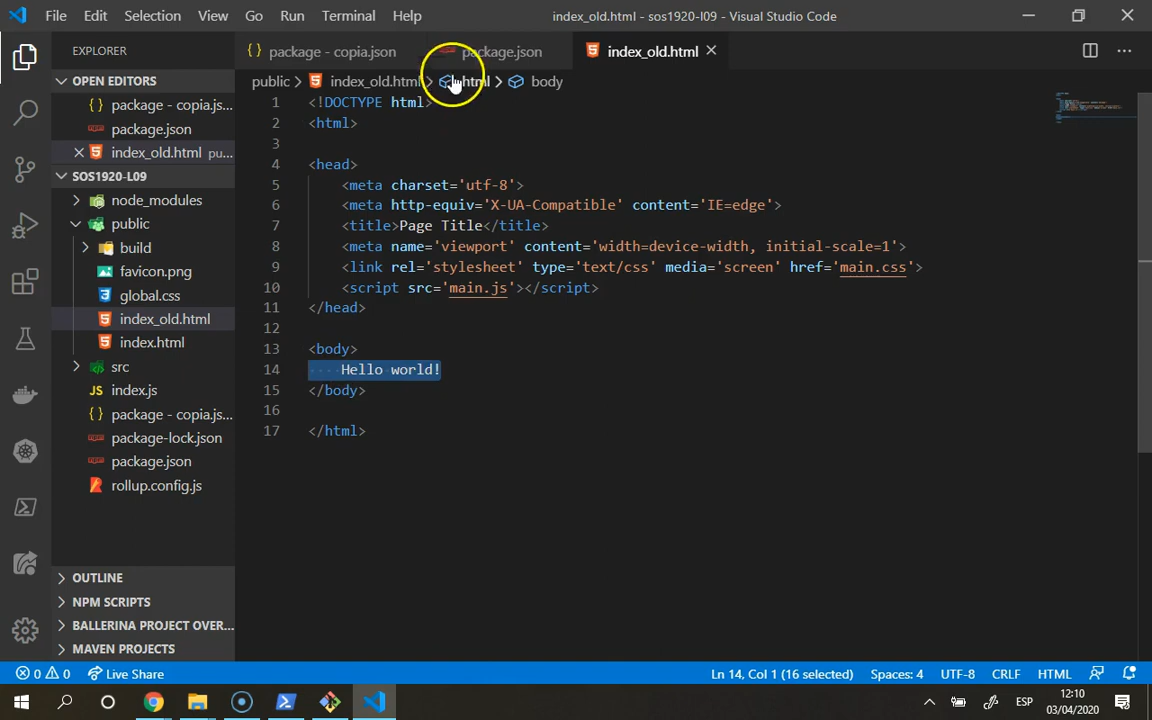 File Edit Selection View Go Run Terminal Help index_old.html - sos1920-l09 - Visual Studio Code
EXPLORER
OPEN EDITORS
package - copia.js...
package.json
index_old.html pu...
SOS1920-L09
node_modules
public
build
favicon.png
global.css
index_old.html
index.html
src
JS index.js
package - copia.js...
package-lock.json
package.json
rollup.config.js
OUTLINE
NPM SCRIPTS
BALLERINA PROJECT OVER...
MAVEN PROJECTS
{} package - copia.json package.json index_old.html
public > index_old.html > html > body
1 <!DOCTYPE html>
2 <html>
3
4 <head>
5 <meta charset='utf-8'>
6 <meta http-equiv='X-UA-Compatible' content='IE=edge'>
7 <title>Page Title</title>
8 <meta name='viewport' content='width=device-width, initial-scale=1'>
9 <link rel='stylesheet' type='text/css' media='screen' href='main.css'>
10 <script src='main.js'></script>
11 </head>
12
13 <body>
14 ····Hello·world!
15 </body>
16
17 </html>
0 0 Live Share Ln 14, Col 1 (16 selected) Spaces: 4 UTF-8 CRLF HTML
ESP 12:10
03/04/2020